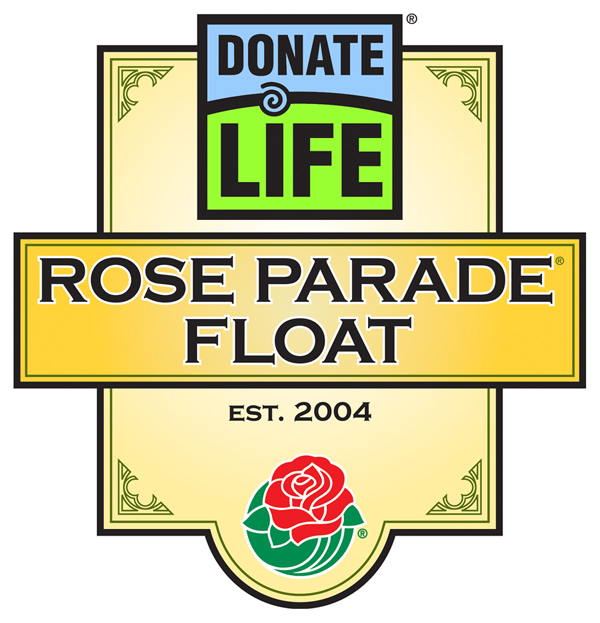 DONATE ®
LIFE
ROSE PARADE®
FLOAT
EST. 2004
®